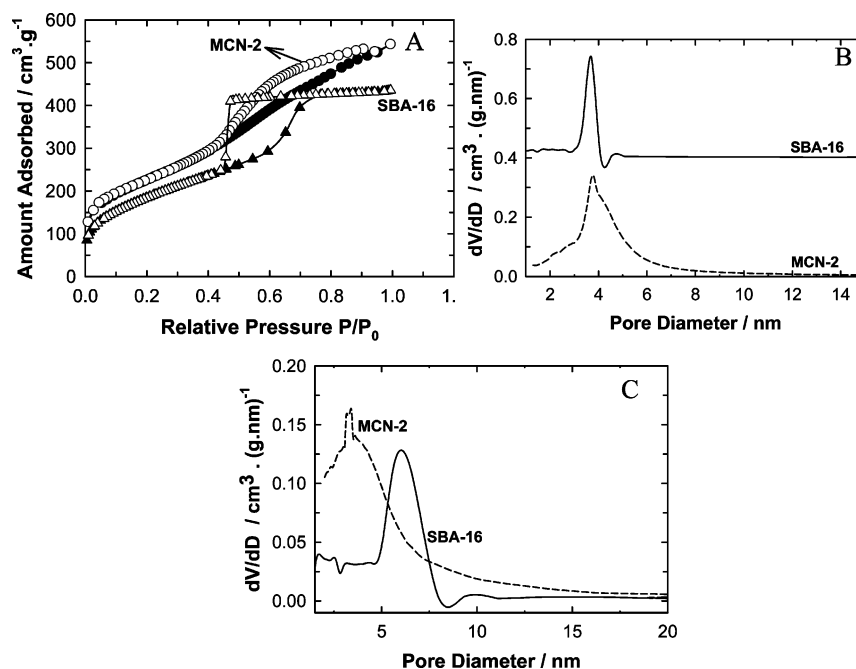 A
600
500
400
300
200
100
0
MCN-2
SBA-16
Amount Adsorbed / cm³.g⁻¹
0.0 0.2 0.4 0.6 0.8 1.0 1.
Relative Pressure P/P₀
B
0.8
0.6
0.4
0.2
0.0
SBA-16
MCN-2
dV/dD / cm³ . (g.nm)⁻¹
2 4 6 8 10 12 14
Pore Diameter / nm
C
0.20
0.15
0.10
0.05
0.00
MCN-2
SBA-16
dV/dD / cm³ . (g.nm)⁻¹
5 10 15 20
Pore Diameter / nm